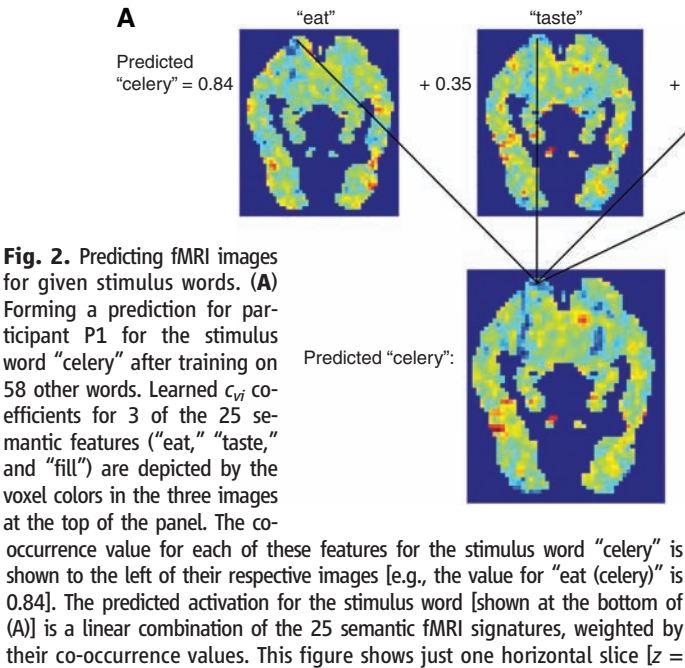 A
"eat"
"taste"
Predicted
"celery" = 0.84
+ 0.35
+
Predicted "celery":
Fig. 2. Predicting fMRI images
for given stimulus words. (A)
Forming a prediction for par-
ticipant P1 for the stimulus
word "celery" after training on
58 other words. Learned cvi co-
efficients for 3 of the 25 se-
mantic features ("eat," "taste,"
and "fill") are depicted by the
voxel colors in the three images
at the top of the panel. The co-
occurrence value for each of these features for the stimulus word "celery" is
shown to the left of their respective images [e.g., the value for "eat (celery)" is
0.84]. The predicted activation for the stimulus word [shown at the bottom of
(A)] is a linear combination of the 25 semantic fMRI signatures, weighted by
their co-occurrence values. This figure shows just one horizontal slice [z =